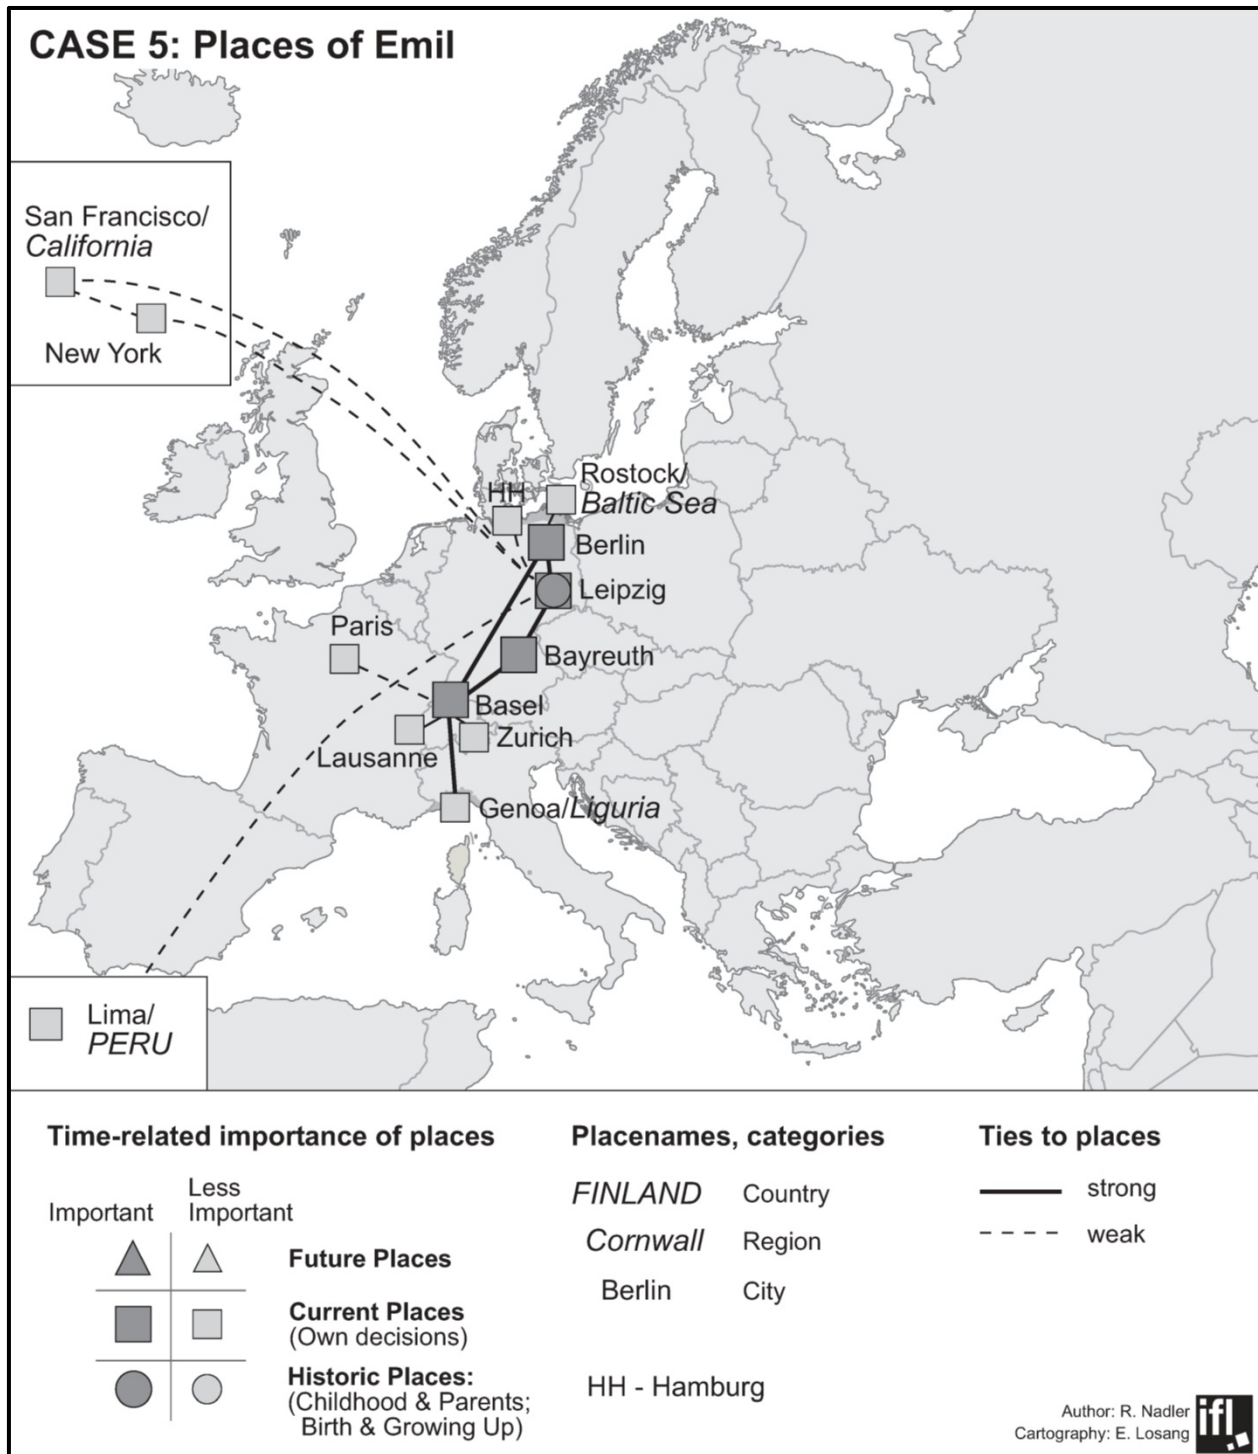 CASE 5: Places of Emil
San Francisco/
California
New York
Rostock/
Baltic Sea
HH
Berlin
Leipzig
Paris
Bayreuth
Basel
Zurich
Lausanne
Genoa/Liguria
Lima/
PERU
Time-related importance of places
Important
Less
Important
Future Places
Current Places
(Own decisions)
Historic Places:
(Childhood & Parents;
Birth & Growing Up)
Placenames, categories
FINLAND Country
Cornwall Region
Berlin City
HH - Hamburg
Ties to places
strong
weak
Author: R. Nadler
Cartography: E. Losang
ifl